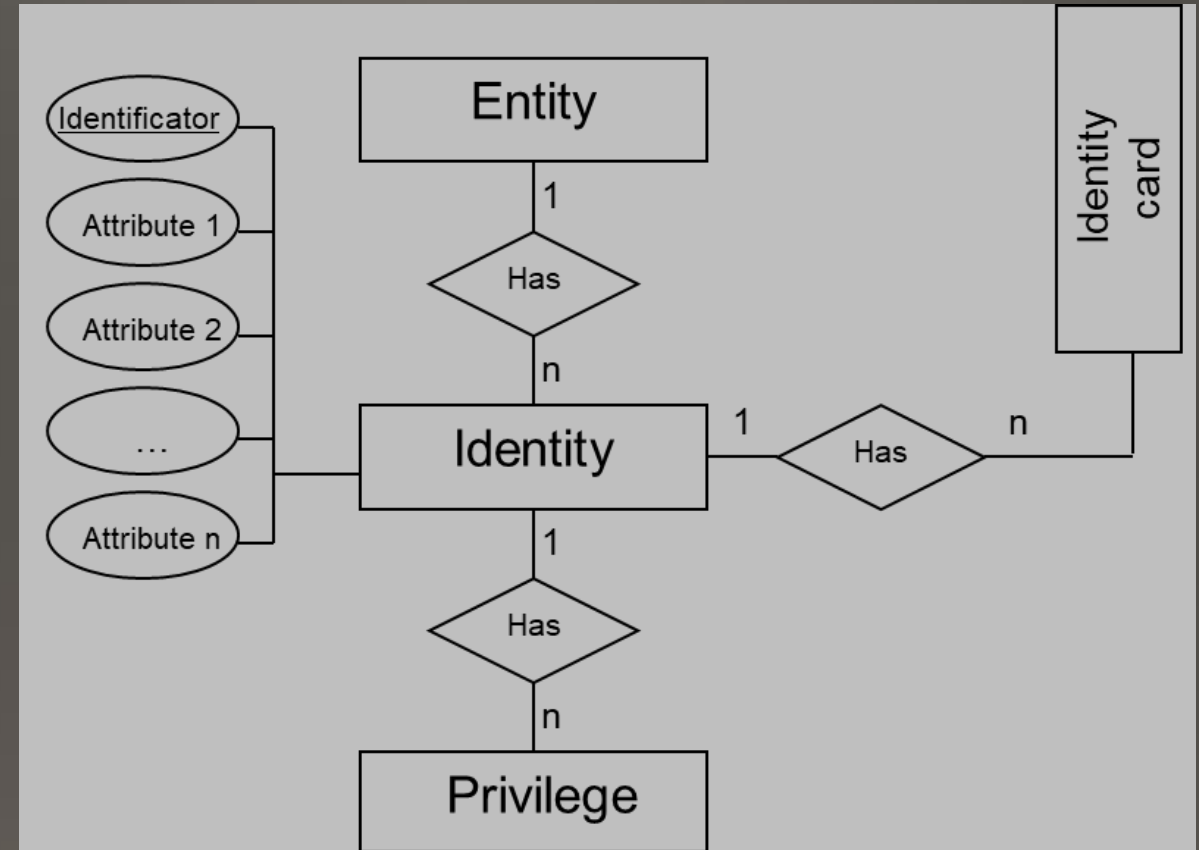 Identificator
Attribute 1
Attribute 2
...
Attribute n
Entity
1
Has
n
Identity
1
Has
n
Identity
card
1
Has
n
Privilege